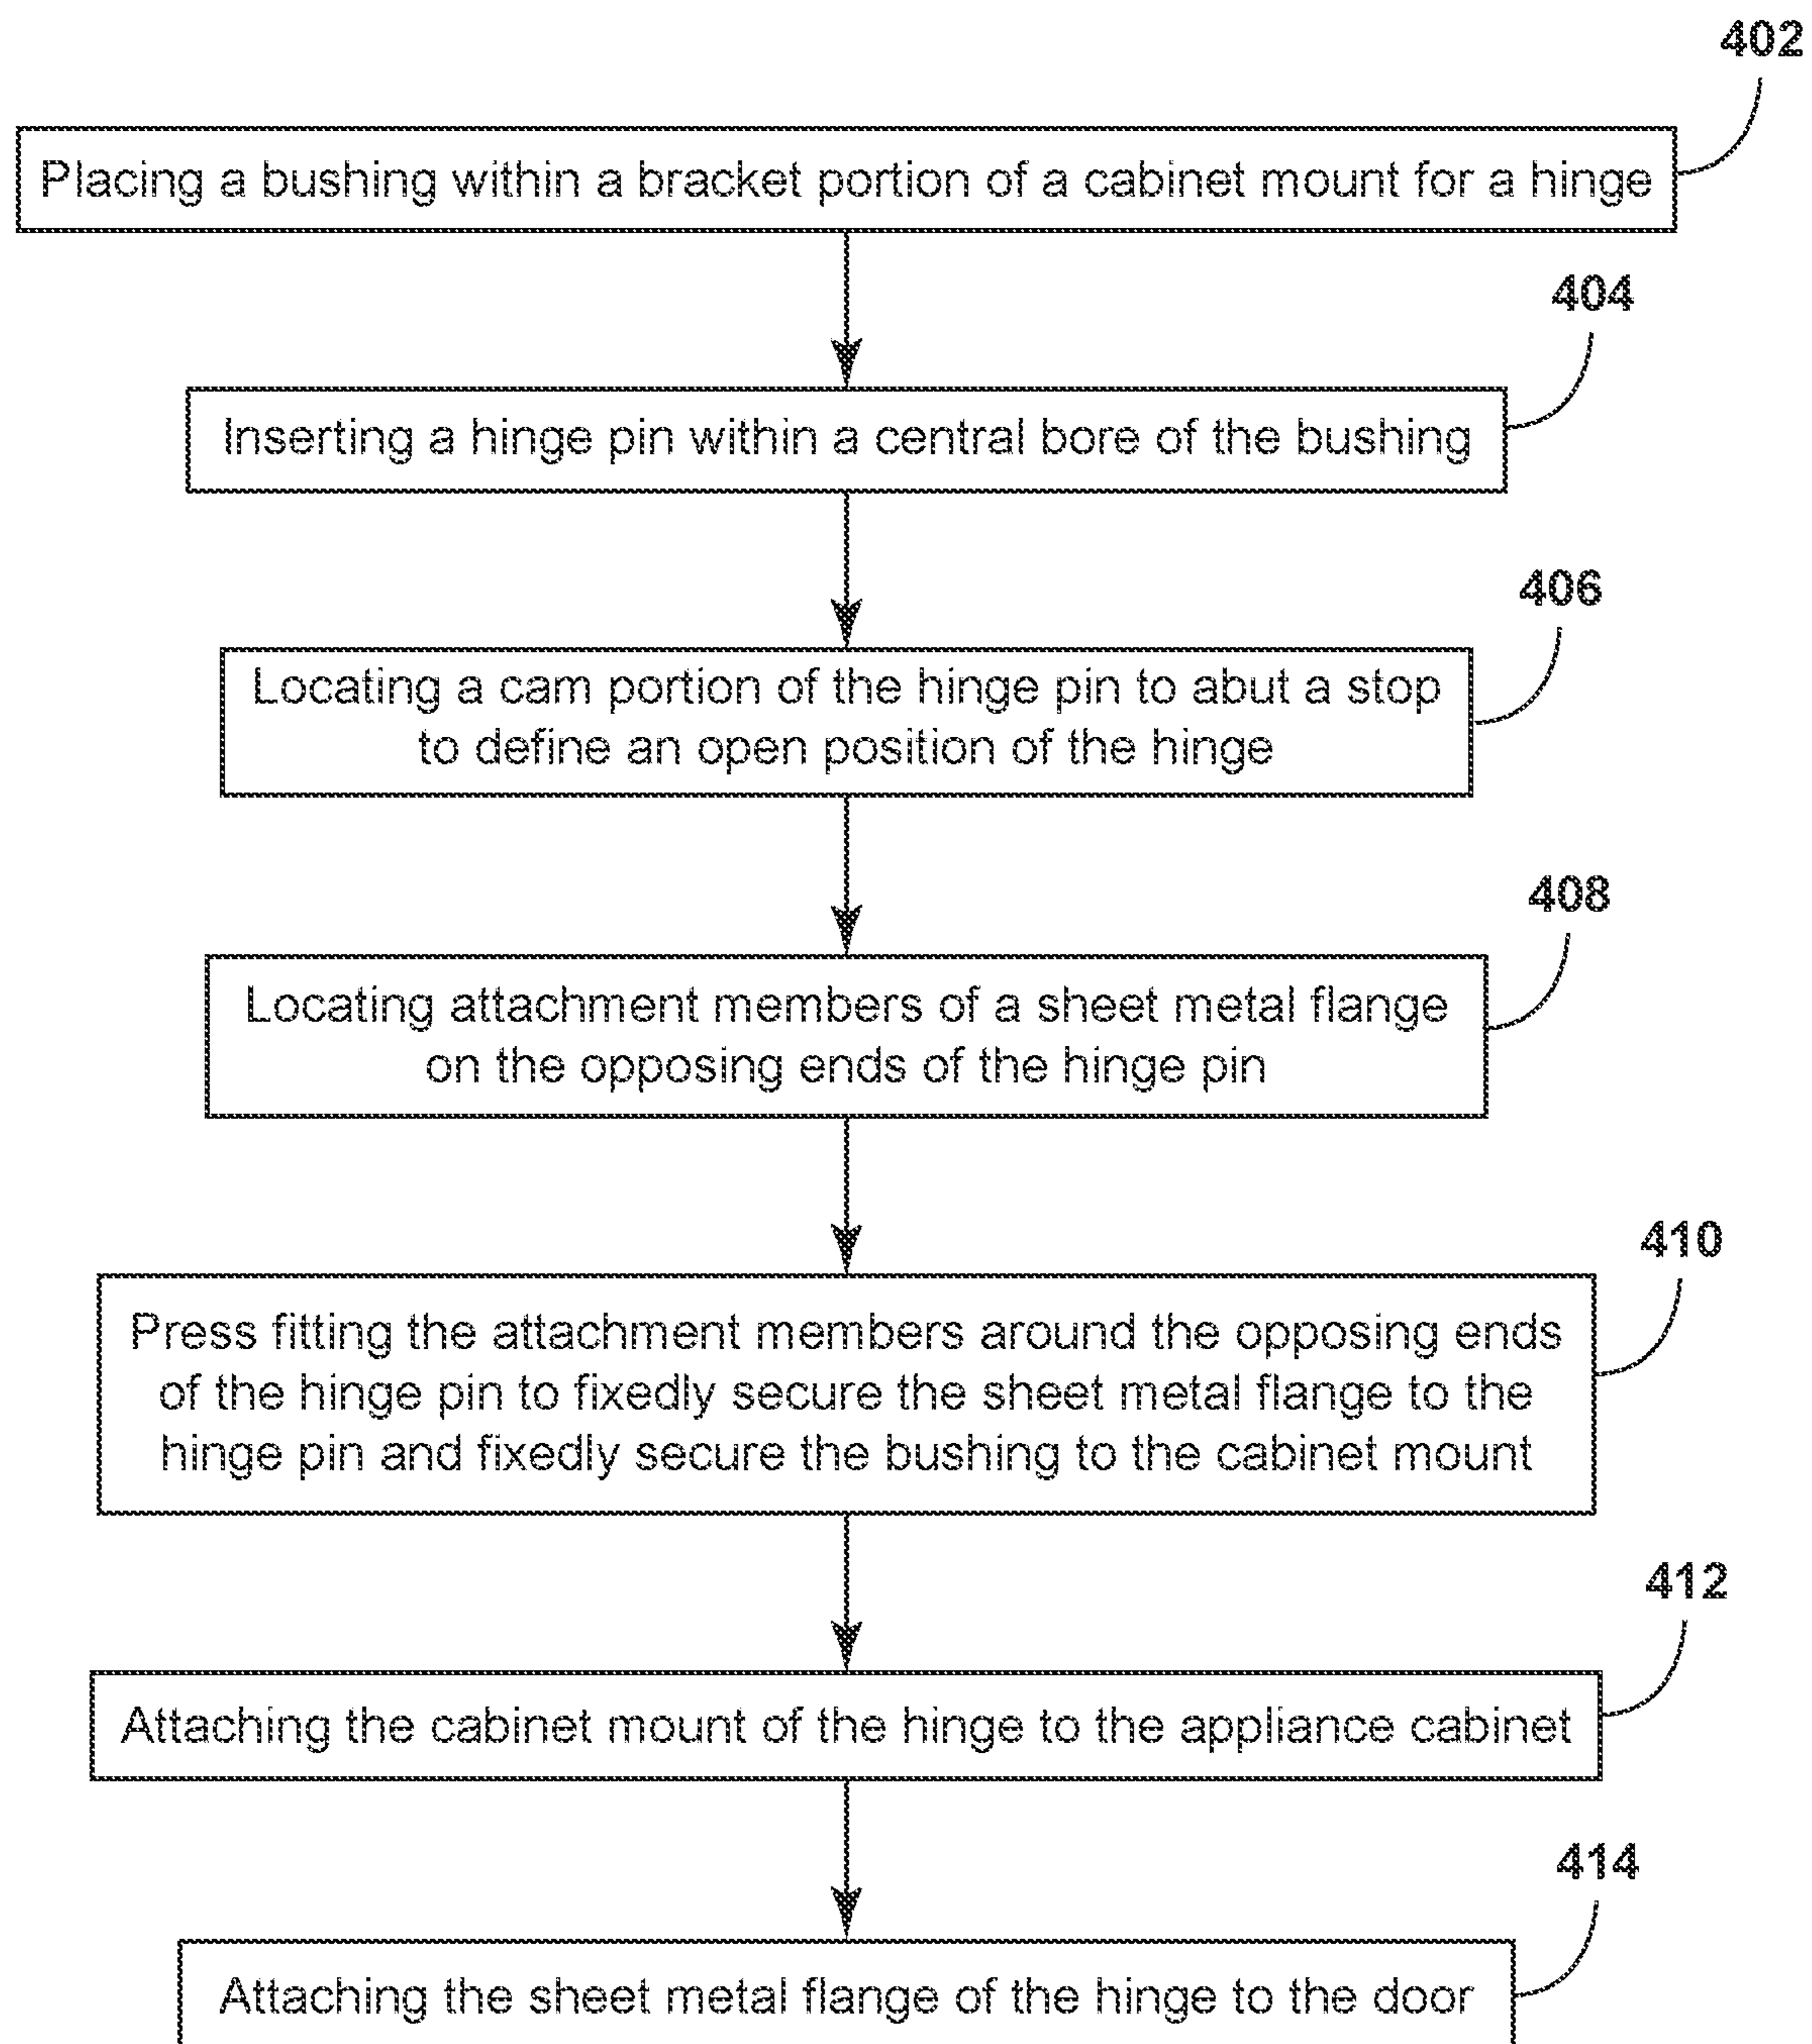 402
Placing a bushing within a bracket portion of a cabinet mount for a hinge
404
Inserting a hinge pin within a central bore of the bushing
406
Locating a cam portion of the hinge pin to abut a stop
to define an open position of the hinge
408
Locating attachment members of a sheet metal flange
on the opposing ends of the hinge pin
410
Press fitting the attachment members around the opposing ends
of the hinge pin to fixedly secure the sheet metal flange to the
hinge pin and fixedly secure the bushing to the cabinet mount
412
Attaching the cabinet mount of the hinge to the appliance cabinet
414
Attaching the sheet metal flange of the hinge to the door